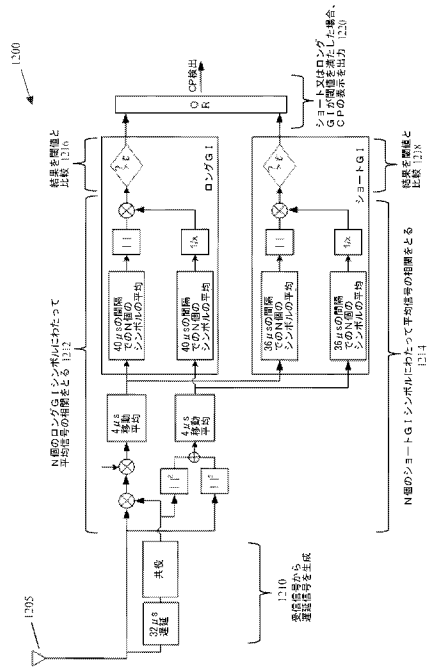 1200
1205
32μs
遅延
共役
1210
受信信号から
遅延信号を生成
N個のロングGIシンボルにわたって
平均信号の相関をとる 1212
| |²
| |²
4μs
移動
平均
4μs
移動
平均
40μsの間隔
でのN個の
シンボルの平均
| |
40μsの間隔
でのN個の
シンボルの平均
1/x
ロングGI
結果を閾値と
比較 1216
36μsの間隔
でのN個の
シンボルの平均
| |
36μsの間隔
でのN個の
シンボルの平均
1/x
ショートGI
結果を閾値と
比較 1218
N個のショートGIシンボルにわたって平均信号の相関をとる
1214
OR
CP検出
ショート又はロング
GIが閾値を満たした場合、
CPの表示を出力 1220